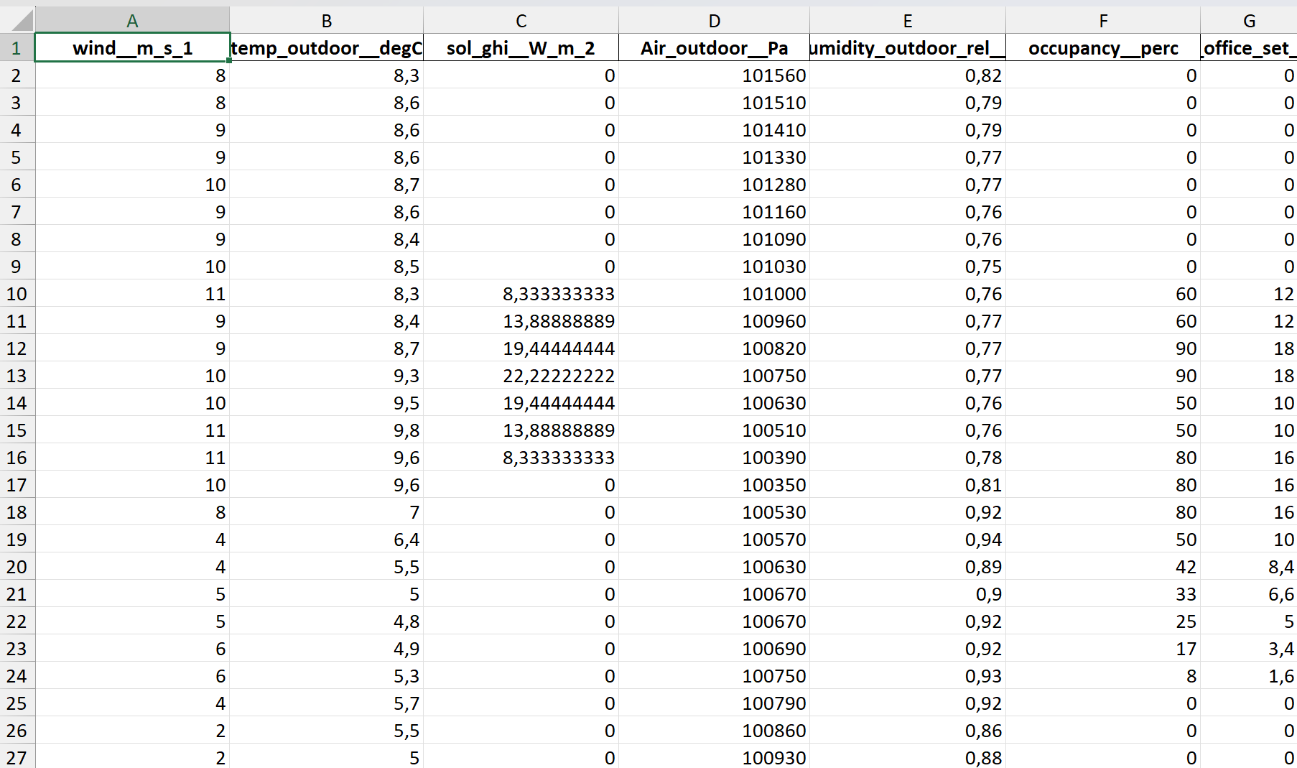 A B C D E F G
1 wind__m_s_1 temp_outdoor__degC sol_ghi__W_m_2 Air_outdoor__Pa umidity_outdoor_rel__ occupancy__perc _office_set_
2 8 8,3 0 101560 0,82 0 0
3 8 8,6 0 101510 0,79 0 0
4 9 8,6 0 101410 0,79 0 0
5 9 8,6 0 101330 0,77 0 0
6 10 8,7 0 101280 0,77 0 0
7 9 8,6 0 101160 0,76 0 0
8 9 8,4 0 101090 0,76 0 0
9 10 8,5 0 101030 0,75 0 0
10 11 8,3 8,333333333 101000 0,76 60 12
11 9 8,4 13,88888889 100960 0,77 60 12
12 9 8,7 19,44444444 100820 0,77 90 18
13 10 9,3 22,22222222 100750 0,77 90 18
14 10 9,5 19,44444444 100630 0,76 50 10
15 11 9,8 13,88888889 100510 0,76 50 10
16 11 9,6 8,333333333 100390 0,78 80 16
17 10 9,6 0 100350 0,81 80 16
18 8 7 0 100530 0,92 80 16
19 4 6,4 0 100570 0,94 50 10
20 4 5,5 0 100630 0,89 42 8,4
21 5 5 0 100670 0,9 33 6,6
22 5 4,8 0 100670 0,92 25 5
23 6 4,9 0 100690 0,92 17 3,4
24 6 5,3 0 100750 0,93 8 1,6
25 4 5,7 0 100790 0,92 0 0
26 2 5,5 0 100860 0,86 0 0
27 2 5 0 100930 0,88 0 0